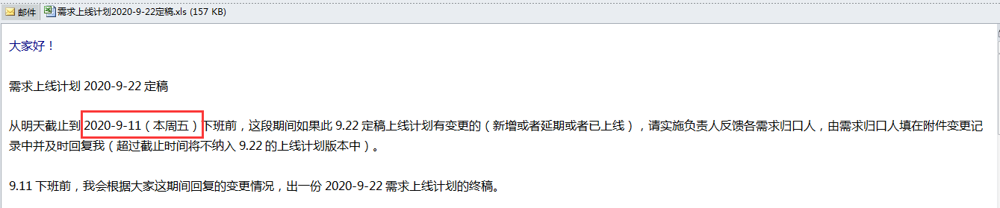 邮件 需求上线计划2020-9-22定稿.xls (157 KB)
大家好！
需求上线计划 2020-9-22 定稿
从明天截止到 2020-9-11（本周五）下班前，这段期间如果此 9.22 定稿上线计划有变更的（新增或者延期或者已上线），请实施负责人反馈各需求归口人，由需求归口人填在附件变更记
录中并及时回复我（超过截止时间将不纳入 9.22 的上线计划版本中）。
9.11 下班前，我会根据大家这期间回复的变更情况，出一份 2020-9-22 需求上线计划的终稿。